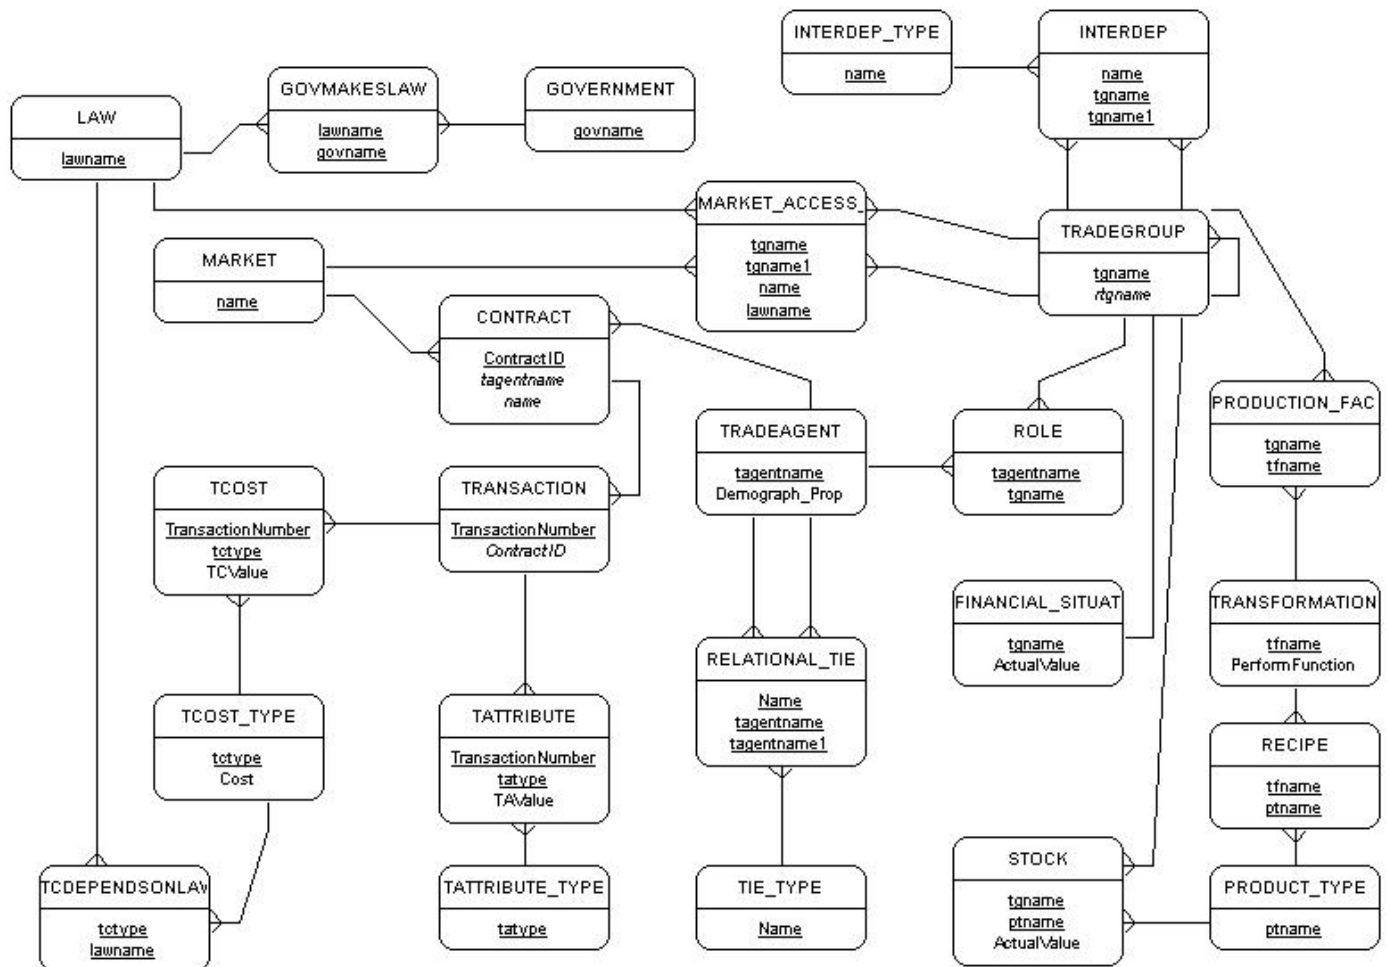 INTERDEP_TYPE
name
INTERDEP
name
tgname
tgname1
GOVMAKESLAW
lawname
govname
GOVERNMENT
govname
LAW
lawname
MARKET_ACCESS_
tgname
tgname1
name
lawname
TRADEGROUP
tgname
rtgname
MARKET
name
CONTRACT
ContractID
tagentname
name
PRODUCTION_FAC
tgname
tfname
TRADEAGENT
tagentname
Demograph_Prop
ROLE
tagentname
tgname
TCOST
TransactionNumber
tctype
TCValue
TRANSACTION
TransactionNumber
ContractID
FINANCIAL_SITUAT
tgname
ActualValue
TRANSFORMATION
tfname
PerformFunction
RELATIONAL_TIE
Name
tagentname
tagentname1
TCOST_TYPE
tctype
Cost
TATTRIBUTE
TransactionNumber
tatype
TAValue
RECIPE
tfname
ptname
STOCK
tgname
ptname
ActualValue
TCDEPENDSONLAW
tctype
lawname
TATTRIBUTE_TYPE
tatype
TIE_TYPE
Name
PRODUCT_TYPE
ptname